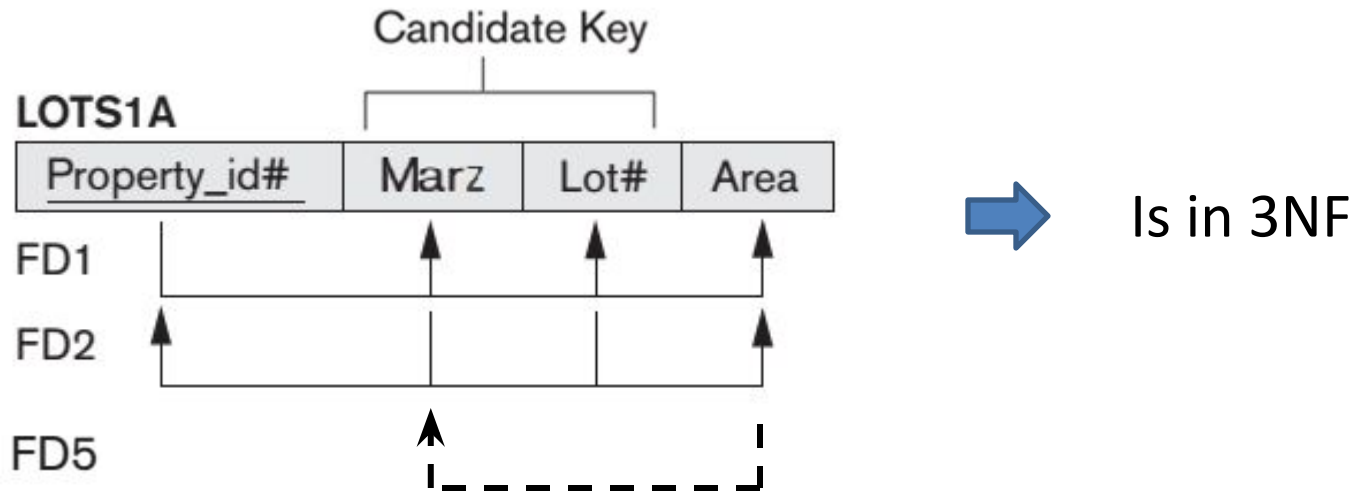 Candidate Key
LOTS1A
Property_id# Marz Lot# Area
Is in 3NF
FD1
FD2
FD5